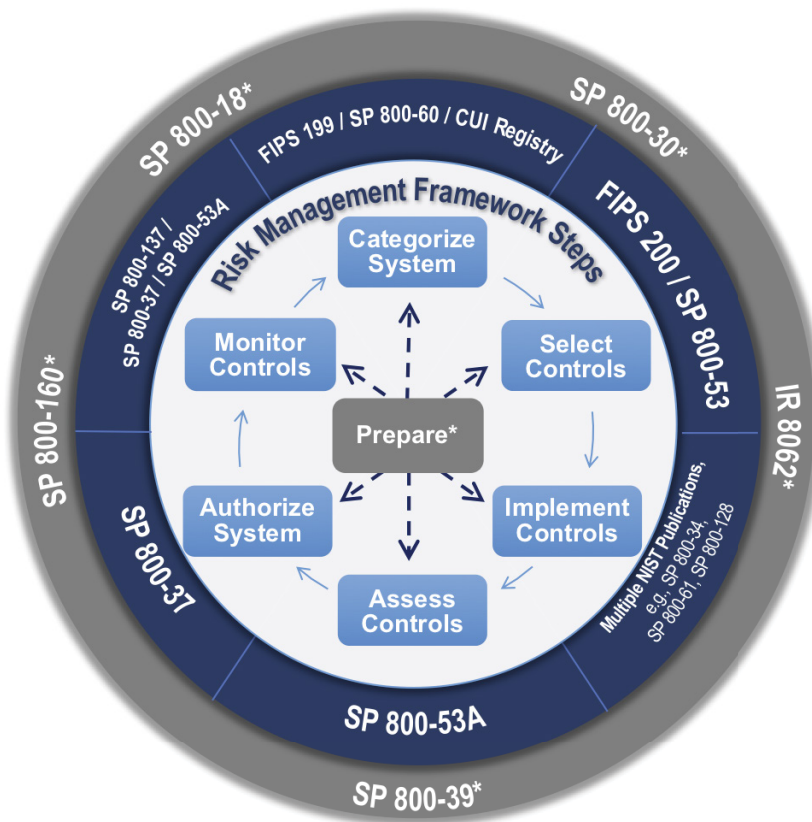 SP 800-18*
SP 800-30*
IR 8062*
SP 800-39*
SP 800-160*
FIPS 199 / SP 800-60 / CUI Registry
FIPS 200 / SP 800-53
Multiple NIST Publications,
e.g., SP 800-34,
SP 800-61, SP 800-128
SP 800-53A
SP 800-37
SP 800-137 /
SP 800-37 / SP 800-53A
Risk Management Framework Steps
Categorize
System
Select
Controls
Implement
Controls
Assess
Controls
Authorize
System
Monitor
Controls
Prepare*